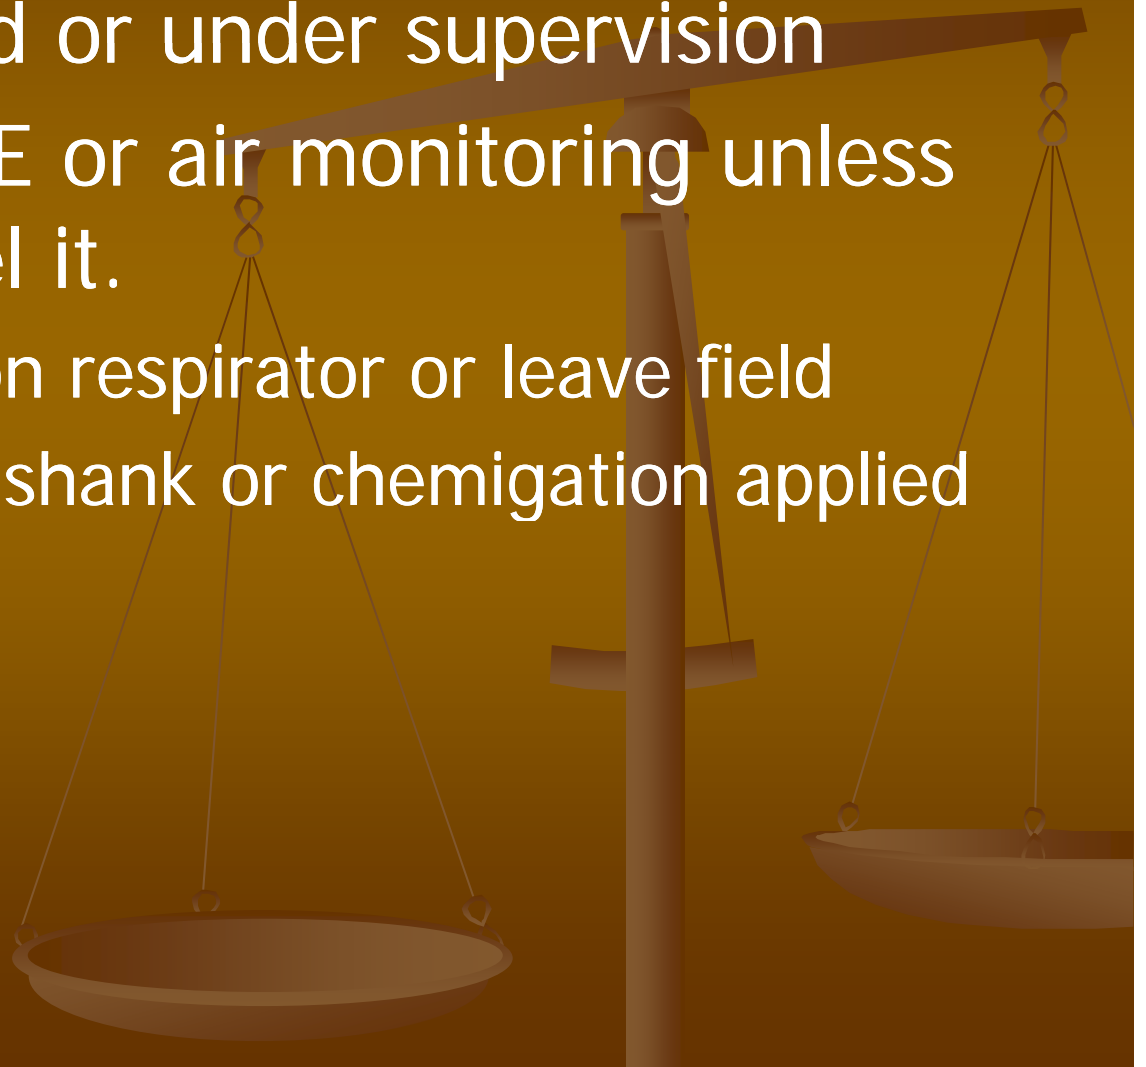 d or under supervision
E or air monitoring unless
el it.
on respirator or leave field
shank or chemigation applied